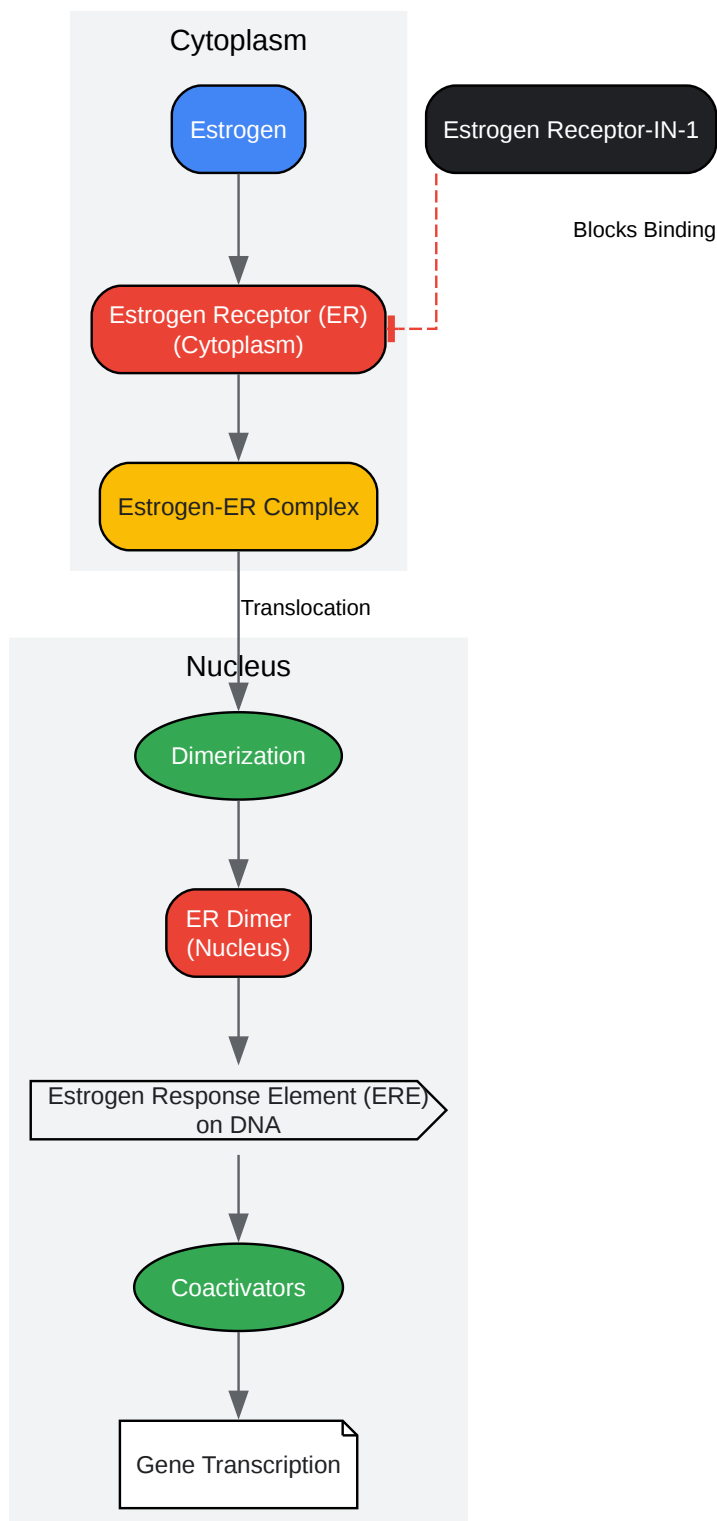 Cytoplasm
Estrogen
Estrogen Receptor-IN-1
Blocks Binding
Estrogen Receptor (ER)
(Cytoplasm)
Estrogen-ER Complex
Translocation
Nucleus
Dimerization
ER Dimer
(Nucleus)
Estrogen Response Element (ERE)
on DNA
Coactivators
Gene Transcription